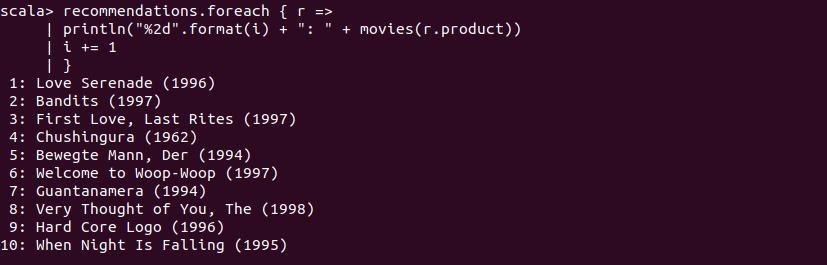 scala> recommendations.foreach { r =>
     | println("%2d".format(i) + ": " + movies(r.product))
     | i += 1
     | }
 1: Love Serenade (1996)
 2: Bandits (1997)
 3: First Love, Last Rites (1997)
 4: Chushingura (1962)
 5: Bewegte Mann, Der (1994)
 6: Welcome to Woop-Woop (1997)
 7: Guantanamera (1994)
 8: Very Thought of You, The (1998)
 9: Hard Core Logo (1996)
10: When Night Is Falling (1995)